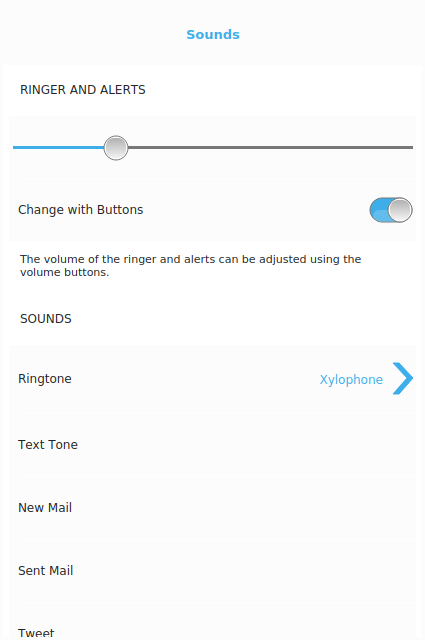 Sounds
RINGER AND ALERTS
Change with Buttons
The volume of the ringer and alerts can be adjusted using the
volume buttons.
SOUNDS
Ringtone Xylophone
Text Tone
New Mail
Sent Mail
Tweet